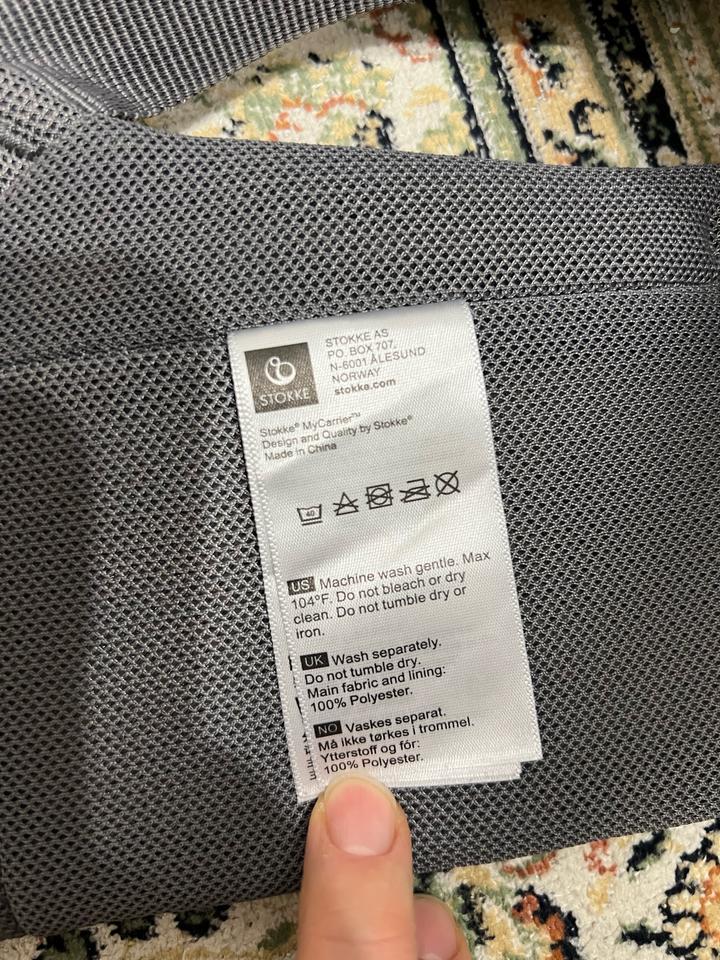 STOKKE
STOKKE AS
PO. BOX 707,
N-6001 ÅLESUND
NORWAY
stokke.com
Stokke® MyCarrier™
Design and Quality by Stokke®
Made in China
40
US Machine wash gentle. Max
104°F. Do not bleach or dry
clean. Do not tumble dry or
iron.
UK Wash separately.
Do not tumble dry.
Main fabric and lining:
100% Polyester.
NO Vaskes separat.
Må ikke tørkes i trommel.
Ytterstoff og fór:
100% Polyester.